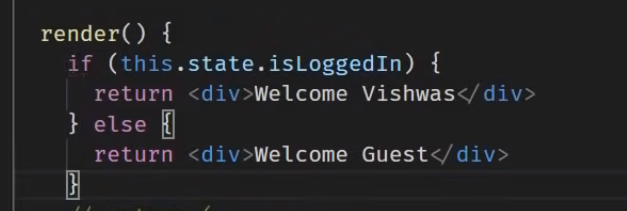 render() {
if (this.state.isLoggedIn) {
return <div>Welcome Vishwas</div>
} else {
return <div>Welcome Guest</div>
}